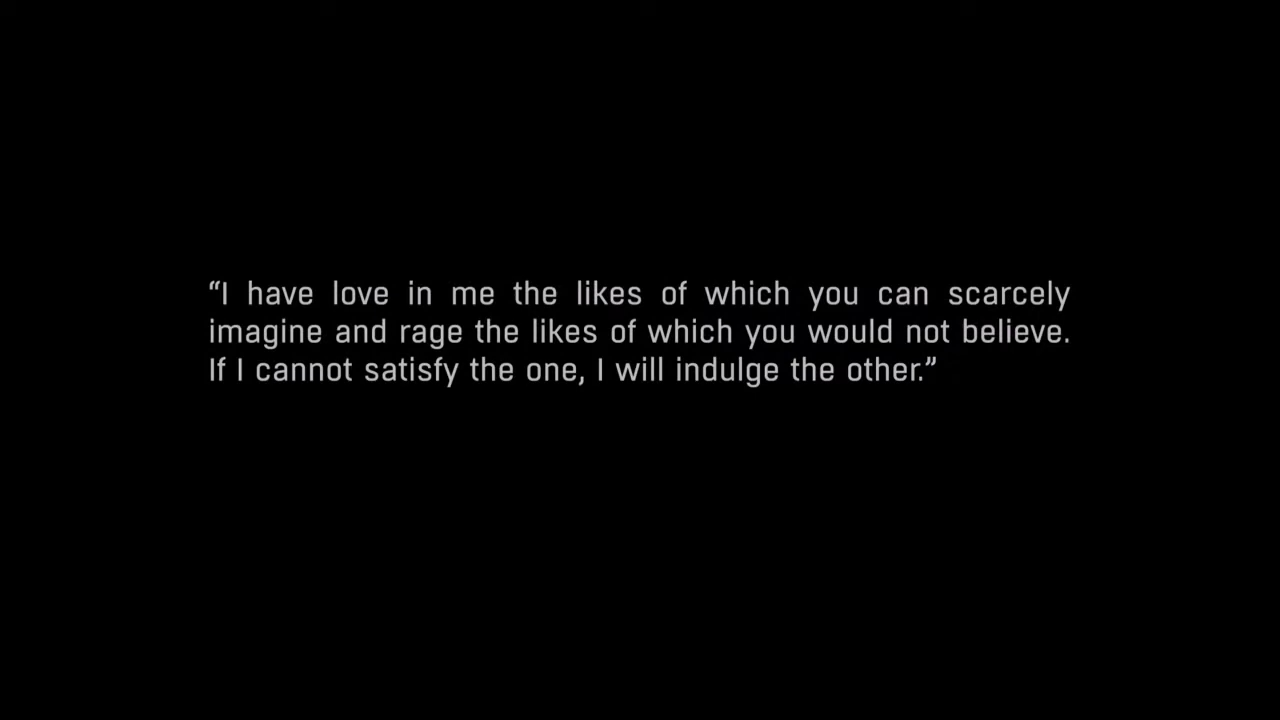 “I have love in me the likes of which you can scarcely
imagine and rage the likes of which you would not believe.
If I cannot satisfy the one, I will indulge the other.”